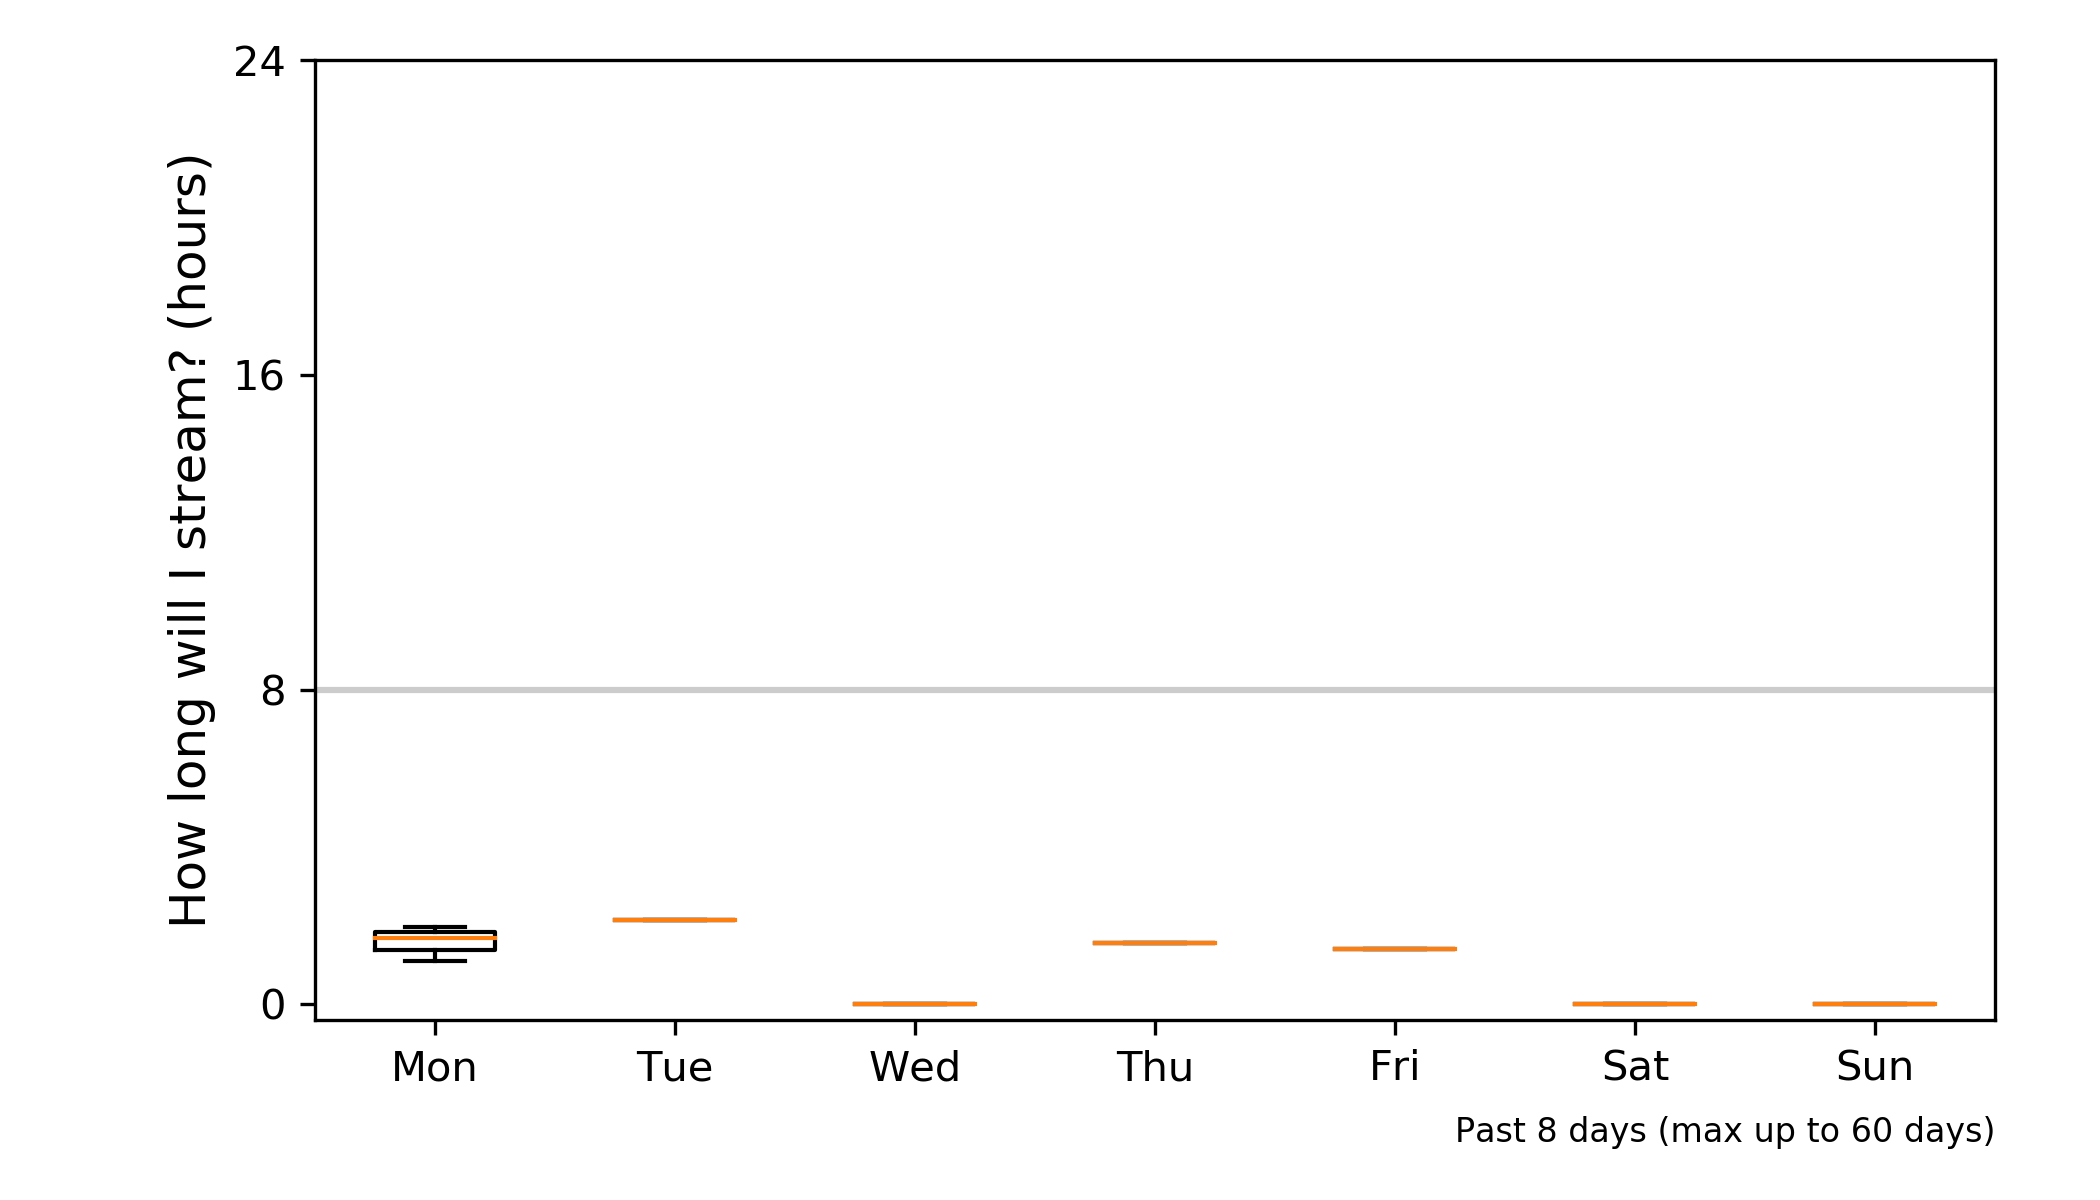 How long will I stream? (hours)
24
16
8
0
Mon Tue Wed Thu Fri Sat Sun
Past 8 days (max up to 60 days)